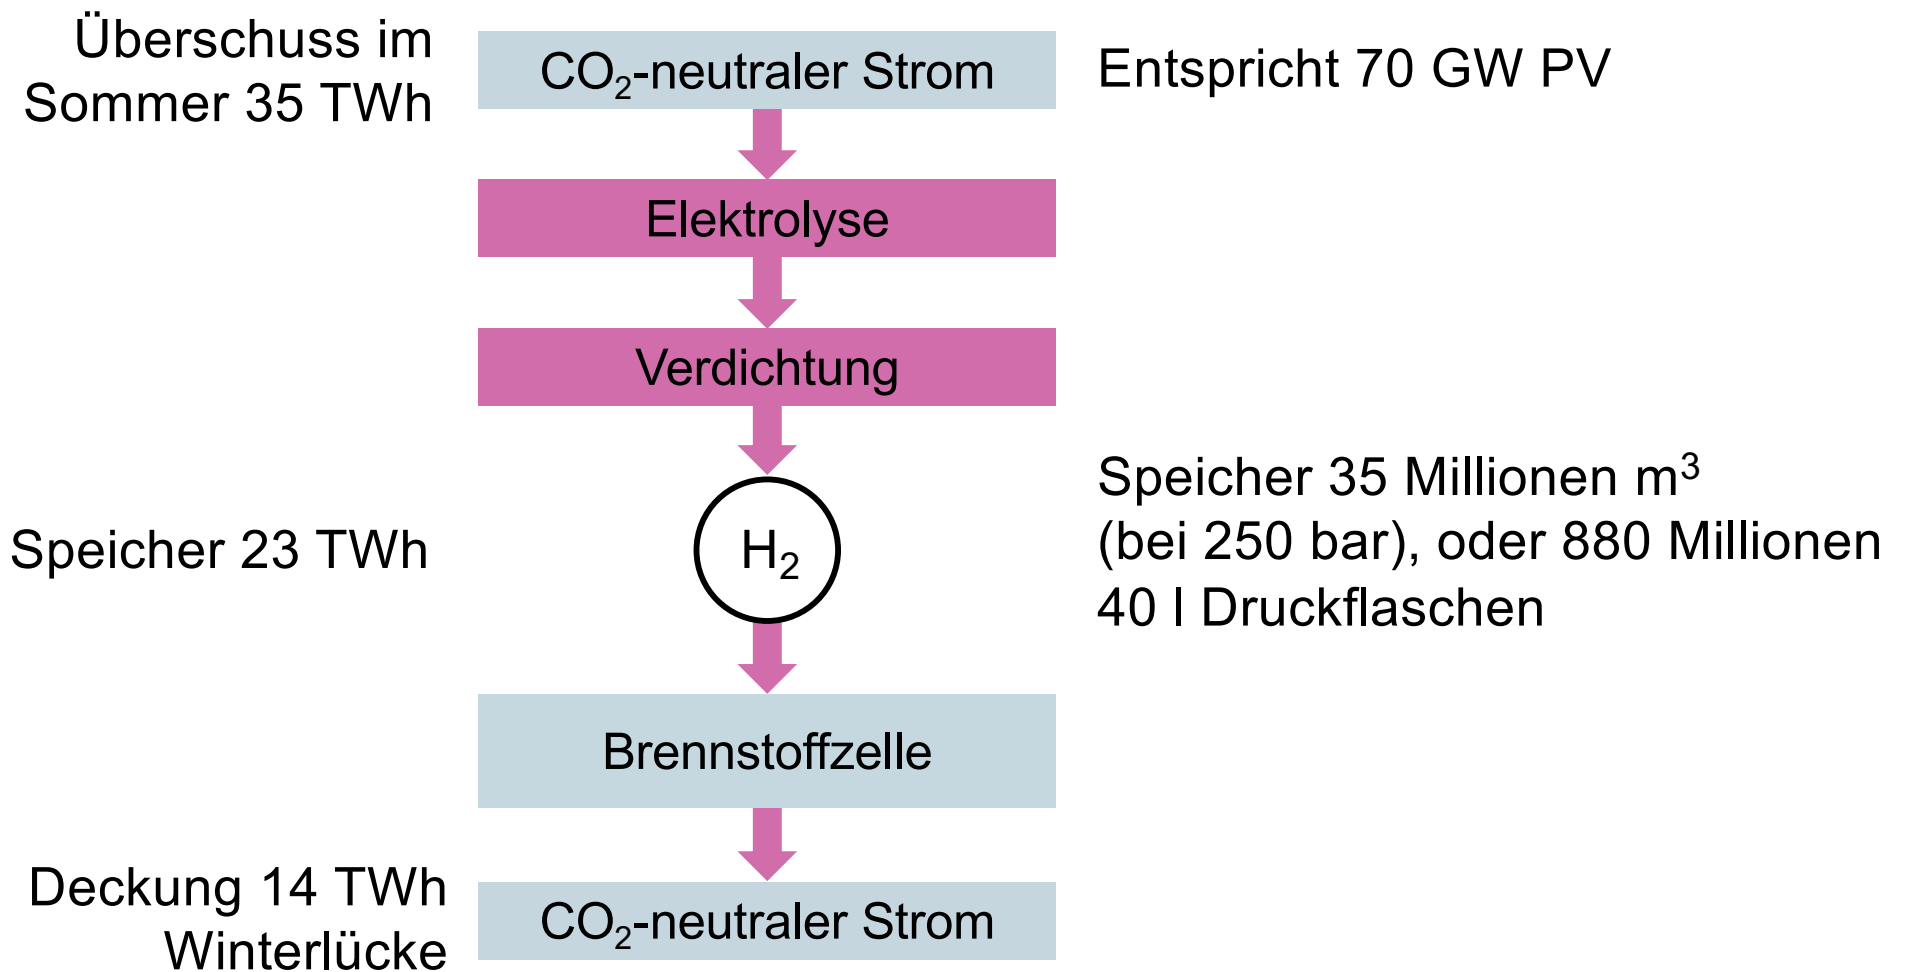 Überschuss im
Sommer 35 TWh
CO₂-neutraler Strom
Entspricht 70 GW PV
Elektrolyse
Verdichtung
Speicher 23 TWh
H₂
Speicher 35 Millionen m³
(bei 250 bar), oder 880 Millionen
40 l Druckflaschen
Brennstoffzelle
Deckung 14 TWh
Winterlücke
CO₂-neutraler Strom